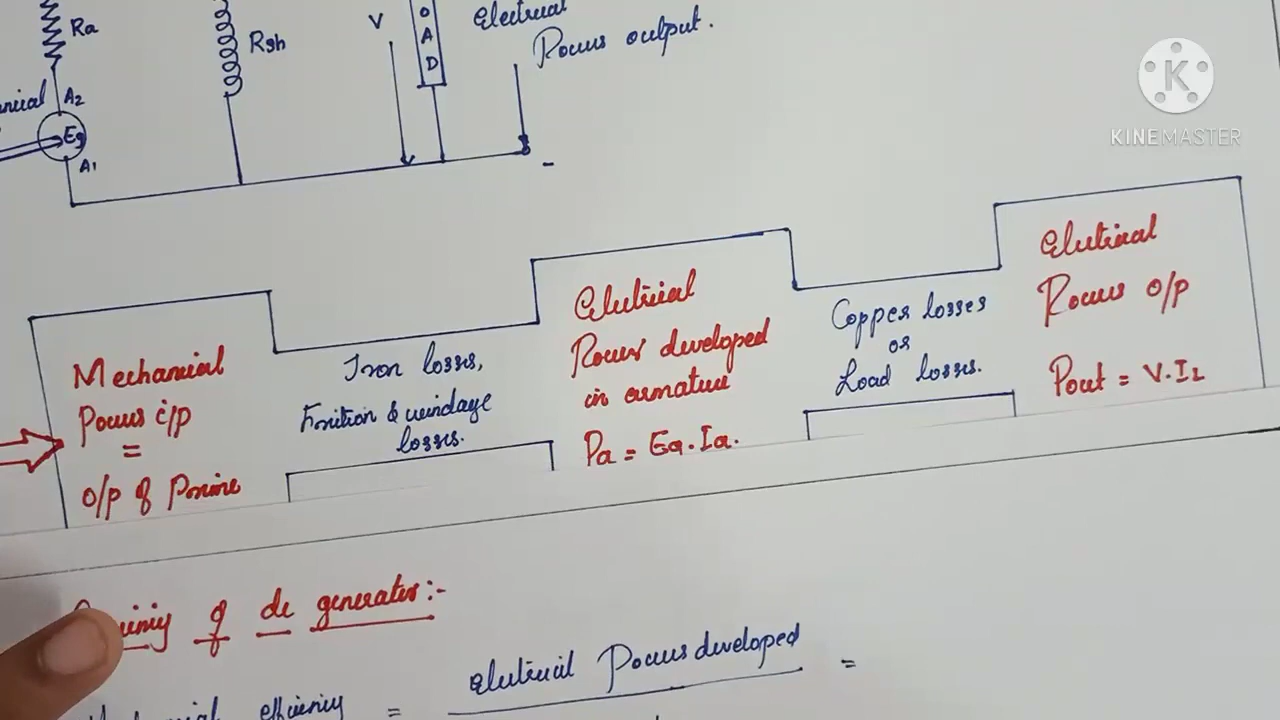 Ra
Rsh
V
O
A
D
Electrical
Power output.
A2
Eg
A1
-
KINEMASTER
K
Mechanical
Power i/p
=
o/p of Prime
Iron losses,
Friction & windage
losses.
Electrical
Power developed
in armature
Pa = Eg.Ia.
Copper losses
or
Load losses.
Electrical
Power o/p
Pout = V.IL
of dc generator:-
efficiency = Electrical Power developed =